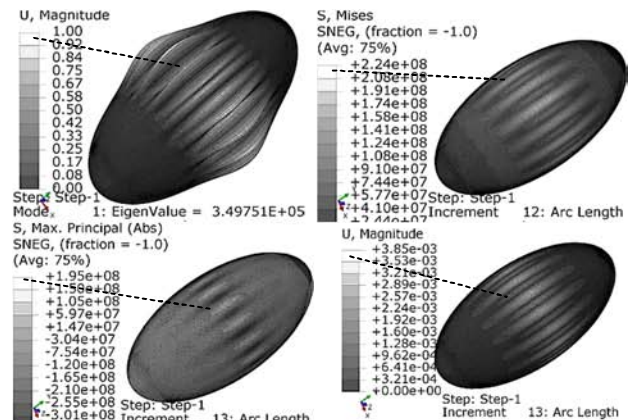 U, Magnitude
1.00
0.92
0.84
0.75
0.67
0.58
0.50
0.42
0.33
0.25
0.17
0.08
0.00
Step: Step-1
Mode 1: EigenValue = 3.49751E+05
S, Mises
SNEG, (fraction = -1.0)
(Avg: 75%)
+2.24e+08
+2.08e+08
+1.91e+08
+1.74e+08
+1.58e+08
+1.41e+08
+1.24e+08
+1.08e+08
+9.10e+07
+7.44e+07
+5.77e+07
+4.10e+07
Step: Step-1
Increment 12: Arc Length
S, Max. Principal (Abs)
SNEG, (fraction = -1.0)
(Avg: 75%)
+1.95e+08
+1.50e+08
+1.05e+08
+5.97e+07
+1.47e+07
-3.04e+07
-7.54e+07
-1.20e+08
-1.65e+08
-2.10e+08
-2.55e+08
-3.01e+08
Step: Step-1
Increment 13: Arc Length
U, Magnitude
+3.85e-03
+3.53e-03
+3.21e-03
+2.89e-03
+2.57e-03
+2.24e-03
+1.92e-03
+1.60e-03
+1.28e-03
+9.62e-04
+6.41e-04
+3.21e-04
+0.00e+00
Step: Step-1
Increment 13: Arc Length